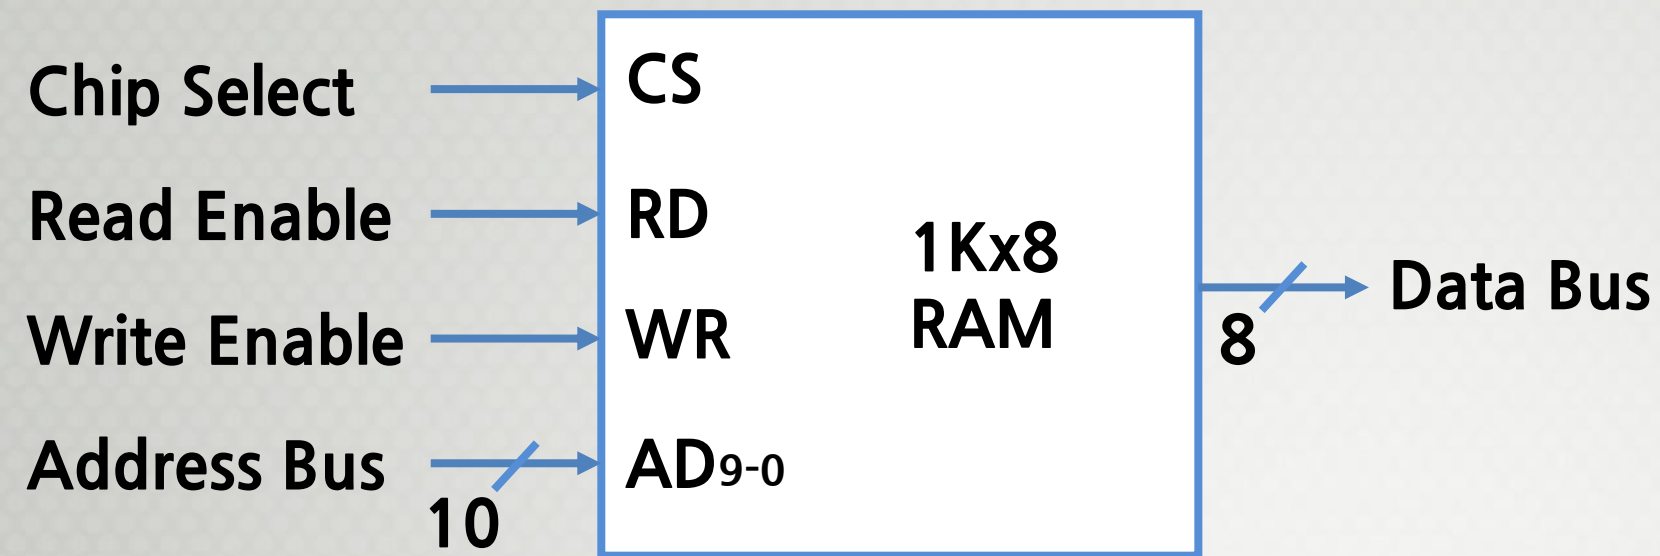 Chip Select
CS
Read Enable
RD
Write Enable
WR
Address Bus
10
AD9-0
1Kx8
RAM
8
Data Bus